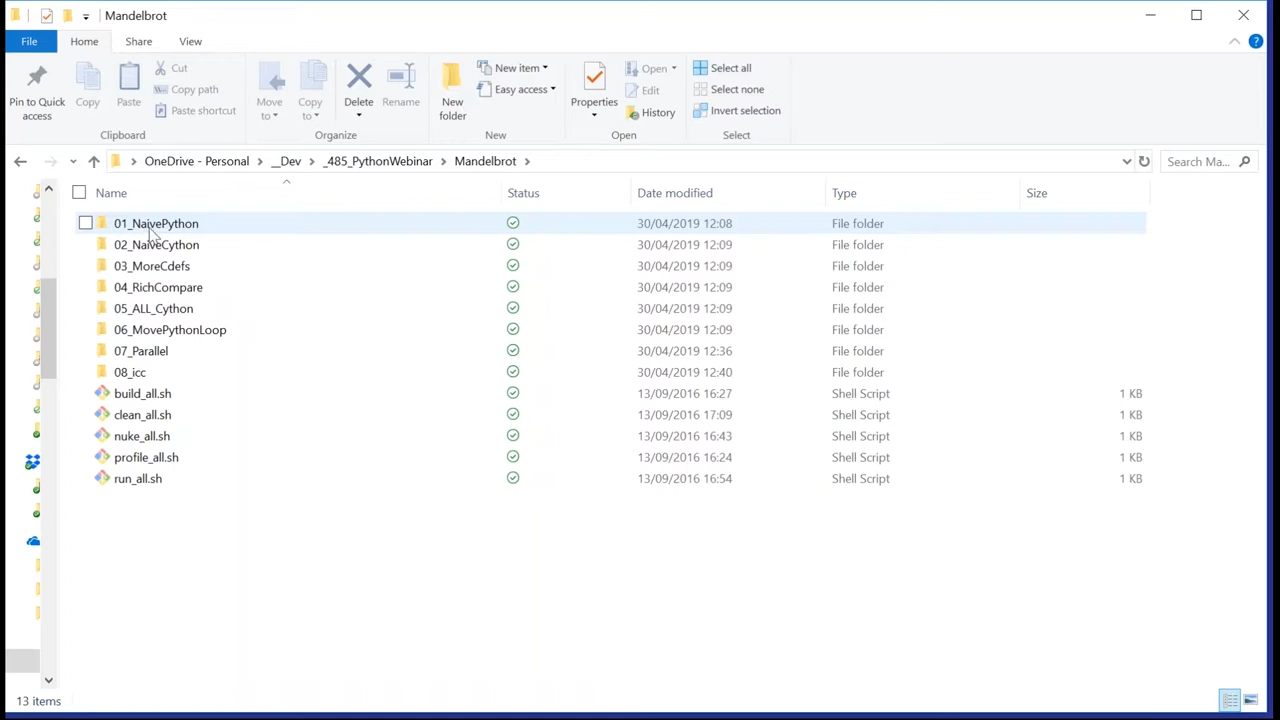 Mandelbrot
File Home Share View
Pin to Quick access
Copy
Paste
Cut
Copy path
Paste shortcut
Clipboard
Move to
Copy to
Delete
Rename
Organize
New folder
New item
Easy access
New
Properties
Open
Edit
History
Open
Select all
Select none
Invert selection
Select
OneDrive - Personal __Dev _485_PythonWebinar Mandelbrot
Search Ma...
Name Status Date modified Type Size
01_NaivePython 30/04/2019 12:08 File folder
02_NaiveCython 30/04/2019 12:09 File folder
03_MoreCdefs 30/04/2019 12:09 File folder
04_RichCompare 30/04/2019 12:09 File folder
05_ALL_Cython 30/04/2019 12:09 File folder
06_MovePythonLoop 30/04/2019 12:09 File folder
07_Parallel 30/04/2019 12:36 File folder
08_icc 30/04/2019 12:40 File folder
build_all.sh 13/09/2016 16:27 Shell Script 1 KB
clean_all.sh 13/09/2016 17:09 Shell Script 1 KB
nuke_all.sh 13/09/2016 16:43 Shell Script 1 KB
profile_all.sh 13/09/2016 16:24 Shell Script 1 KB
run_all.sh 13/09/2016 16:54 Shell Script 1 KB
13 items